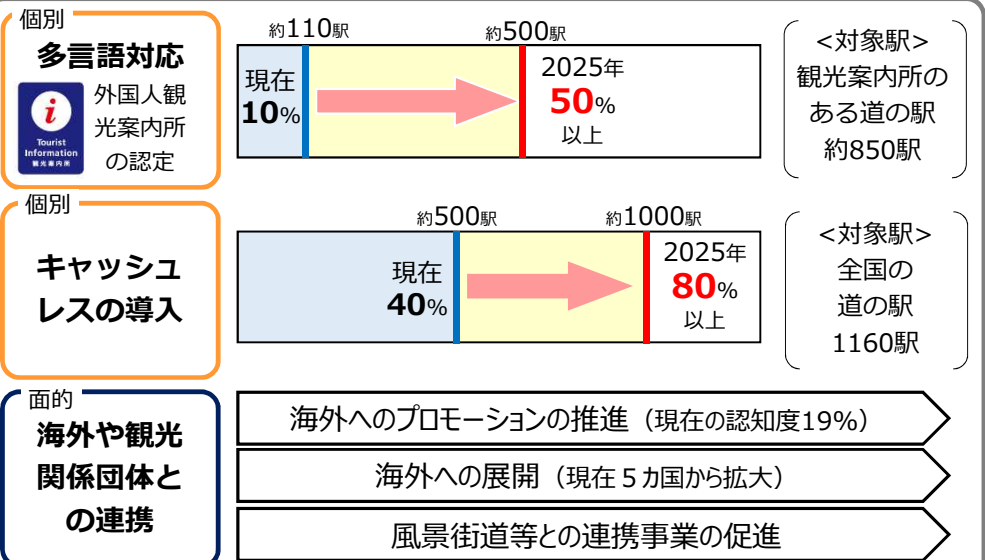 個別
多言語対応
i
Tourist
Information
観光案内所
外国人観
光案内所
の認定
約110駅
約500駅
現在
10%
2025年
50%
以上
<対象駅>
観光案内所の
ある道の駅
約850駅
個別
キャッシュ
レスの導入
約500駅
約1000駅
現在
40%
2025年
80%
以上
<対象駅>
全国の
道の駅
1160駅
面的
海外や観光
関係団体と
の連携
海外へのプロモーションの推進（現在の認知度19%）
海外への展開（現在５カ国から拡大）
風景街道等との連携事業の促進